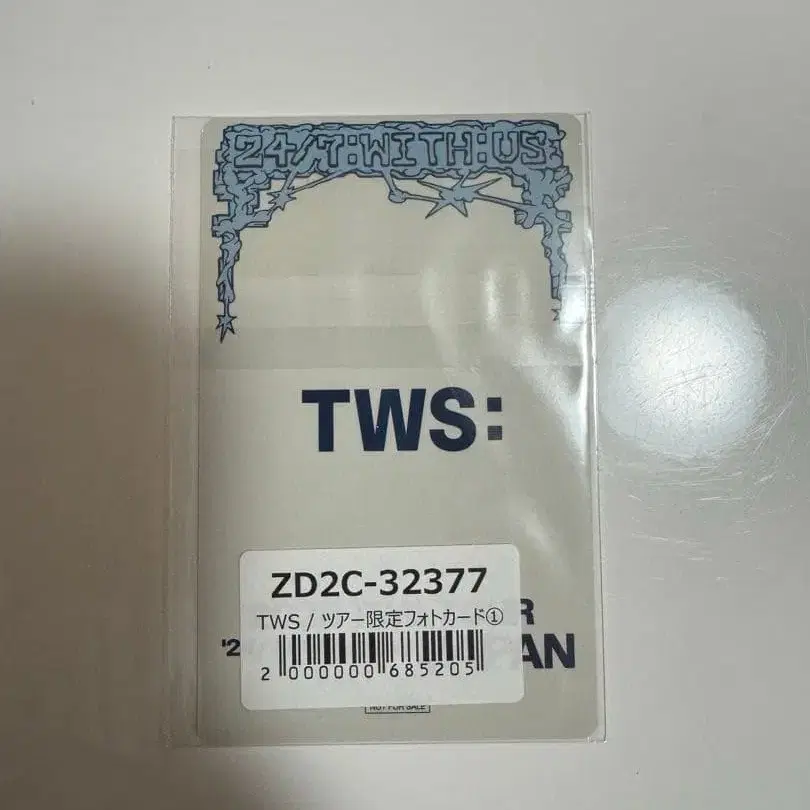 24/7:WITH:US
TWS:
ZD2C-32377
TWS / ツアー限定フォトカード①
2 000000 685205
NOT FOR SALE